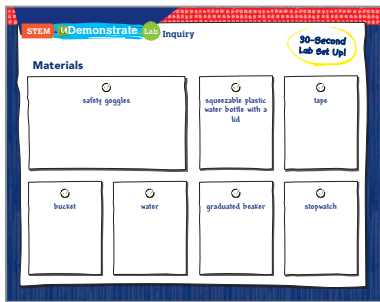 STEM uDemonstrate Lab Inquiry
30-Second
Lab Set Up!
Materials
safety goggles
squeezable plastic
water bottle with a
lid
tape
bucket
water
graduated beaker
stopwatch